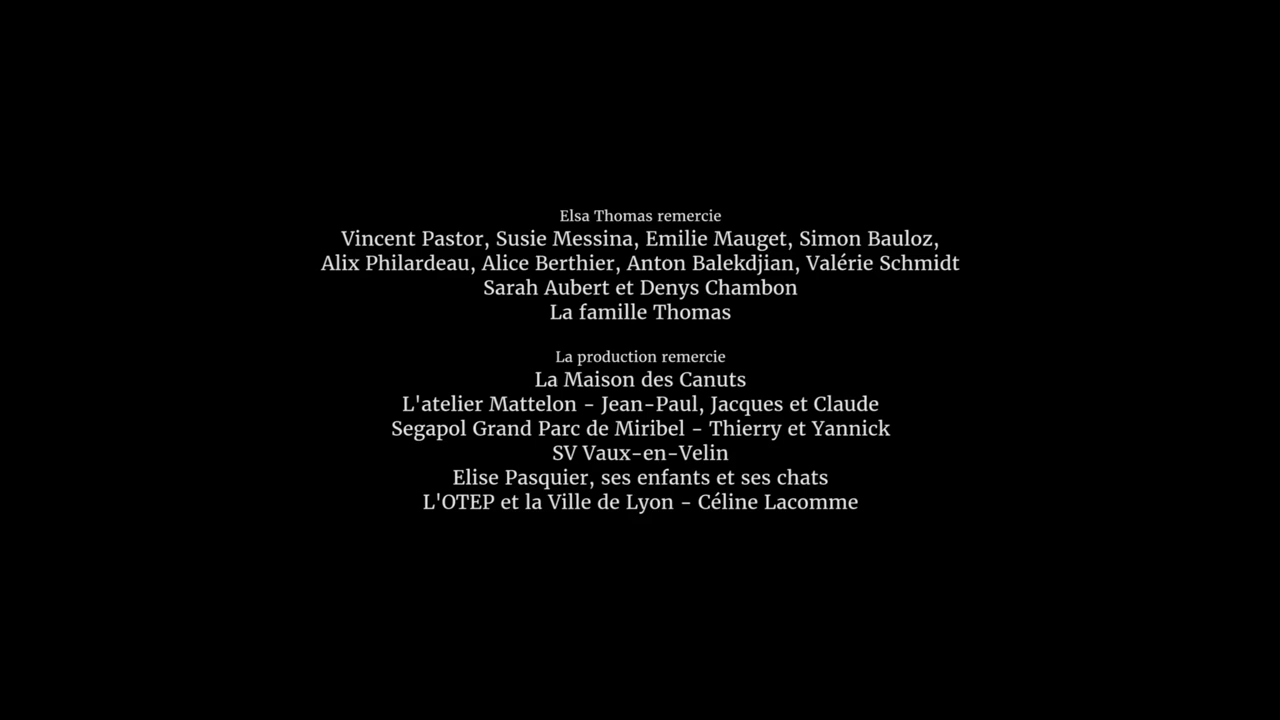 Elsa Thomas remercie
Vincent Pastor, Susie Messina, Emilie Mauget, Simon Bauloz,
Alix Philardeau, Alice Berthier, Anton Balekdjian, Valérie Schmidt
Sarah Aubert et Denys Chambon
La famille Thomas
La production remercie
La Maison des Canuts
L'atelier Mattelon - Jean-Paul, Jacques et Claude
Segapol Grand Parc de Miribel - Thierry et Yannick
SV Vaux-en-Velin
Elise Pasquier, ses enfants et ses chats
L'OTEP et la Ville de Lyon - Céline Lacomme